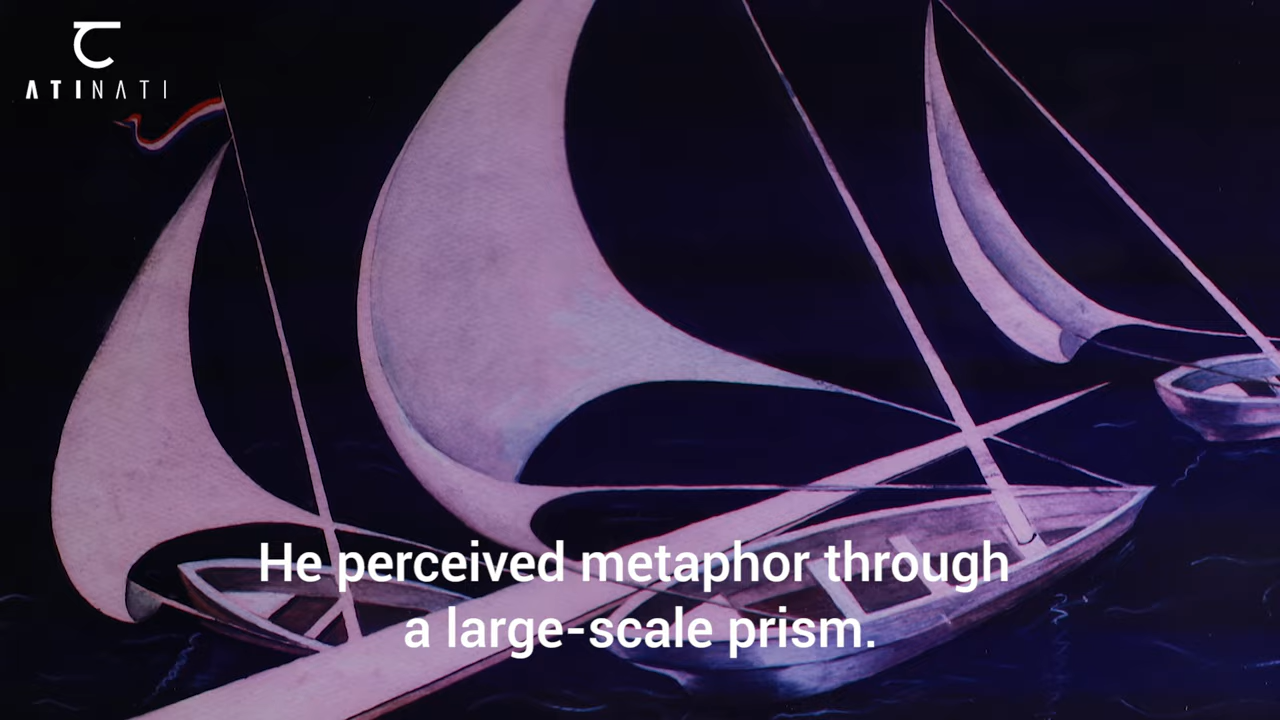 ATINATI
He perceived metaphor through
a large-scale prism.